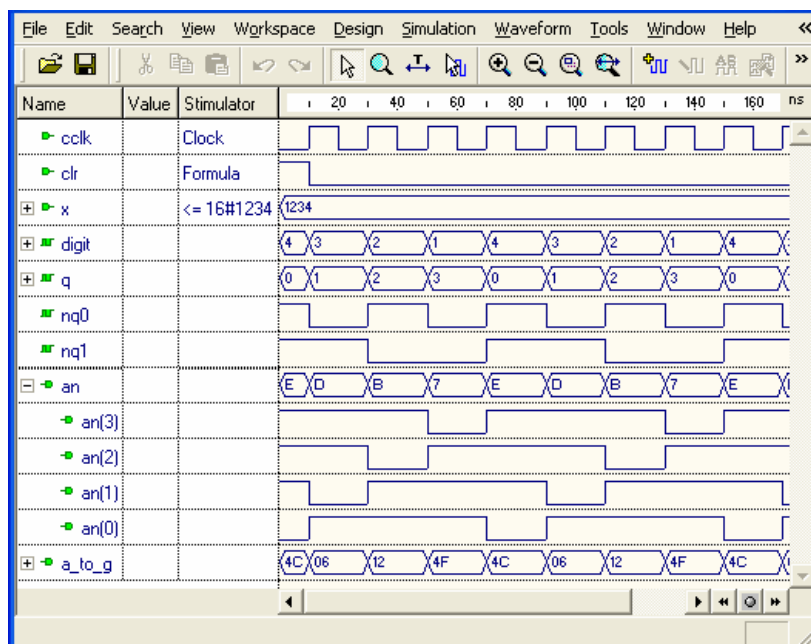 File Edit Search View Workspace Design Simulation Waveform Tools Window Help «
»
Name Value Stimulator 20 40 60 80 100 120 140 160 ns
cclk Clock
clr Formula
x <= 16#1234 1234
digit 4 3 2 1 4 3 2 1 4
q 0 1 2 3 0 1 2 3 0
nq0
nq1
an E D B 7 E D B 7 E
an(3)
an(2)
an(1)
an(0)
a_to_g 4C 06 12 4F 4C 06 12 4F 4C